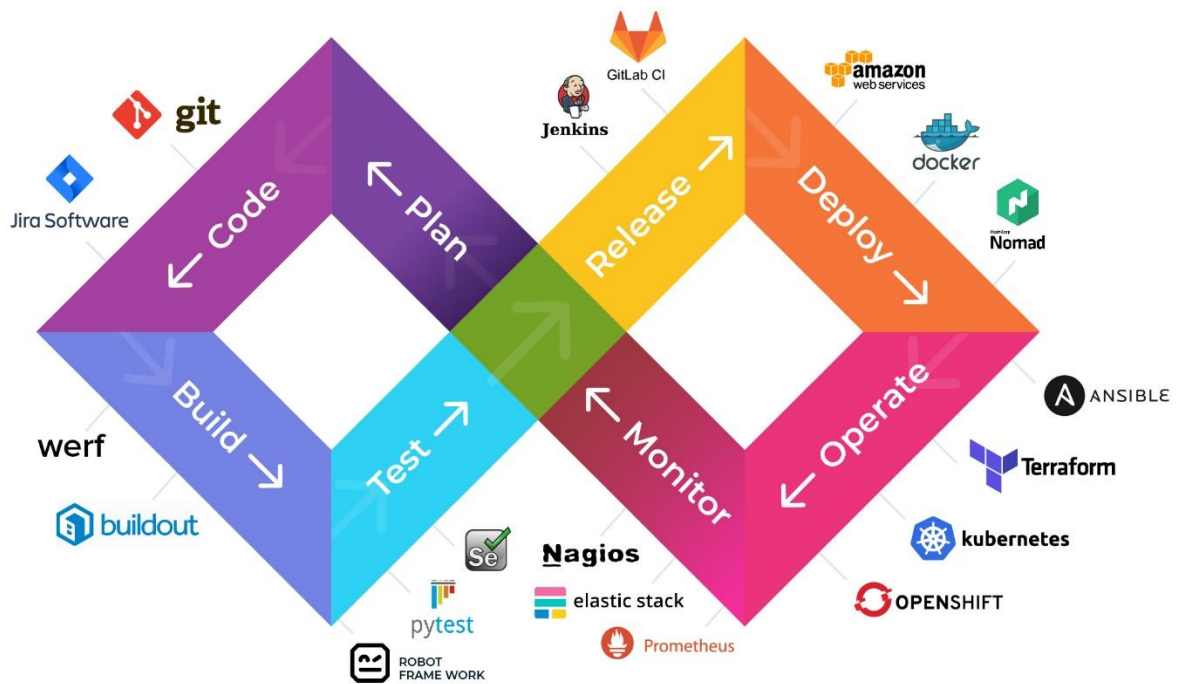 GitLab CI
amazon
web services
Jenkins
git
docker
Jira Software
Nomad
Code
Plan
Release
Deploy
Build
Test
Monitor
Operate
ANSIBLE
werf
Terraform
buildout
Se
Nagios
kubernetes
elastic stack
OPENSHIFT
pytest
Prometheus
ROBOT
FRAME WORK